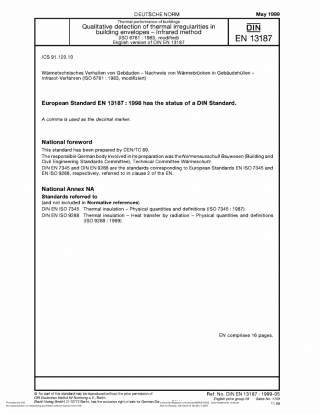 DEUTSCHE NORM
May 1999
Thermal performance of buildings
Qualitative detection of thermal irregularities in
building envelopes – Infrared method
(ISO 6781 : 1983, modified)
English version of DIN EN 13187
DIN
EN 13187
ICS 91.120.10
Wärmetechnisches Verhalten von Gebäuden – Nachweis von Wärmebrücken in Gebäudehüllen –
Infrarot-Verfahren (ISO 6781 : 1983, modifiziert)
European Standard EN 13187 : 1998 has the status of a DIN Standard.
A comma is used as the decimal marker.
National foreword
This standard has been prepared by CEN/TC 89.
The responsible German body involved in its preparation was the Normenausschuß Bauwesen (Building and
Civil Engineering Standards Committee), Technical Committee Wärmeschutz.
DIN EN 7345 and DIN EN 9288 are the standards corresponding to European Standards EN ISO 7345 and
EN ISO 9288, respectively, referred to in clause 2 of the EN.
National Annex NA
Standards referred to
(and not included in Normative references)
DIN EN ISO 7345 Thermal insulation – Physical quantities and definitions (ISO 7345 : 1987)
DIN EN ISO 9288 Thermal insulation – Heat transfer by radiation – Physical quantities and definitions
(ISO 9288 : 1989)
EN comprises 16 pages.
© No part of this standard may be reproduced without the prior permission of
DIN Deutsches Institut für Normung e. V., Berlin.
Beuth Verlag GmbH, D-10772 Berlin, has the exclusive right of sale for German
Ref. No. DIN EN 13187 : 1999-05
English price group 09 Sales No. 1109
11.99